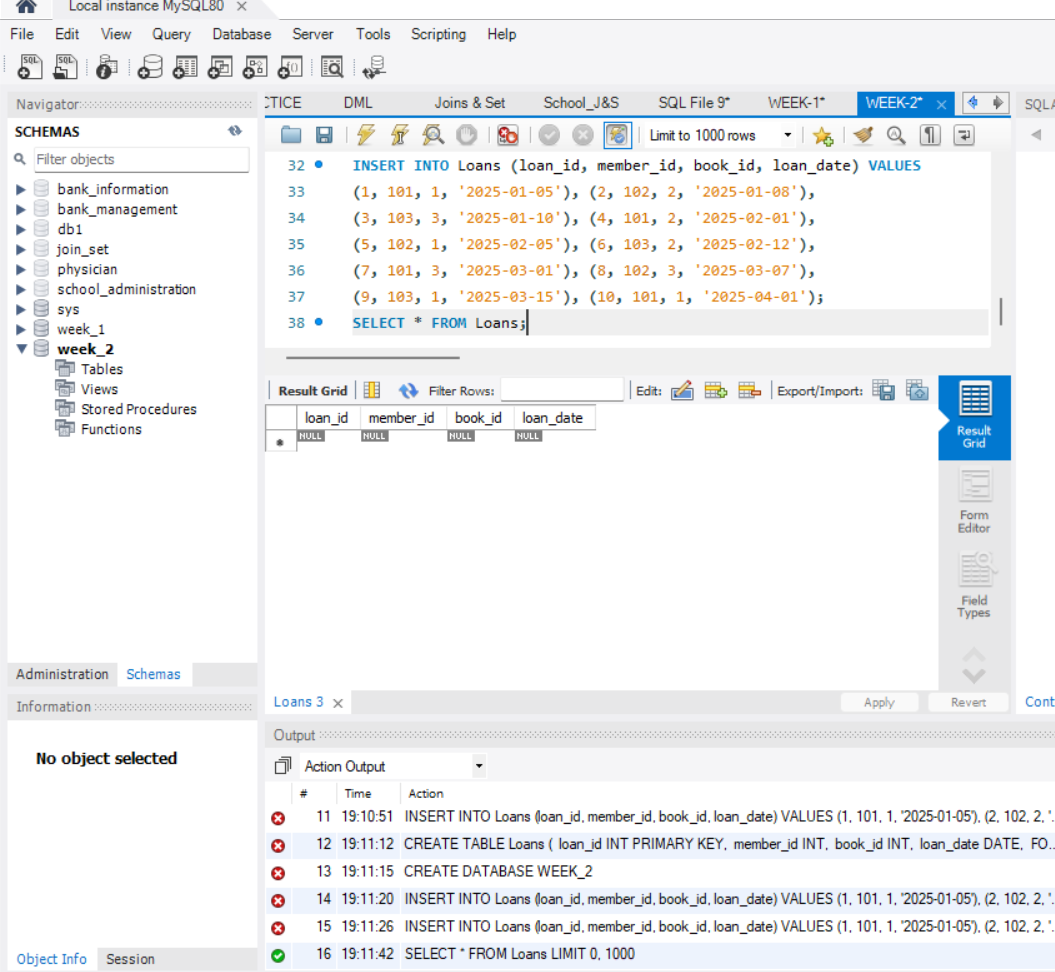 Local instance MySQL80 ×
File Edit View Query Database Server Tools Scripting Help
Navigator
SCHEMAS
Filter objects
bank_information
bank_management
db1
join_set
physician
school_administration
sys
week_1
week_2
Tables
Views
Stored Procedures
Functions
Administration Schemas
Information
No object selected
Object Info Session
CTICE DML Joins & Set School_J&S SQL File 9* WEEK-1* WEEK-2* × SQLA
Limit to 1000 rows
32 INSERT INTO Loans (loan_id, member_id, book_id, loan_date) VALUES
33 (1, 101, 1, '2025-01-05'), (2, 102, 2, '2025-01-08'),
34 (3, 103, 3, '2025-01-10'), (4, 101, 2, '2025-02-01'),
35 (5, 102, 1, '2025-02-05'), (6, 103, 2, '2025-02-12'),
36 (7, 101, 3, '2025-03-01'), (8, 102, 3, '2025-03-07'),
37 (9, 103, 1, '2025-03-15'), (10, 101, 1, '2025-04-01');
38 SELECT * FROM Loans;
Result Grid Filter Rows: Edit: Export/Import:
loan_id member_id book_id loan_date
* NULL NULL NULL NULL
Result
Grid
Form
Editor
Field
Types
Loans 3 × Apply Revert Cont
Output
Action Output
# Time Action
11 19:10:51 INSERT INTO Loans (loan_id, member_id, book_id, loan_date) VALUES (1, 101, 1, '2025-01-05'), (2, 102, 2, '...
12 19:11:12 CREATE TABLE Loans ( loan_id INT PRIMARY KEY, member_id INT, book_id INT, loan_date DATE, FO...
13 19:11:15 CREATE DATABASE WEEK_2
14 19:11:20 INSERT INTO Loans (loan_id, member_id, book_id, loan_date) VALUES (1, 101, 1, '2025-01-05'), (2, 102, 2, '...
15 19:11:26 INSERT INTO Loans (loan_id, member_id, book_id, loan_date) VALUES (1, 101, 1, '2025-01-05'), (2, 102, 2, '...
16 19:11:42 SELECT * FROM Loans LIMIT 0, 1000